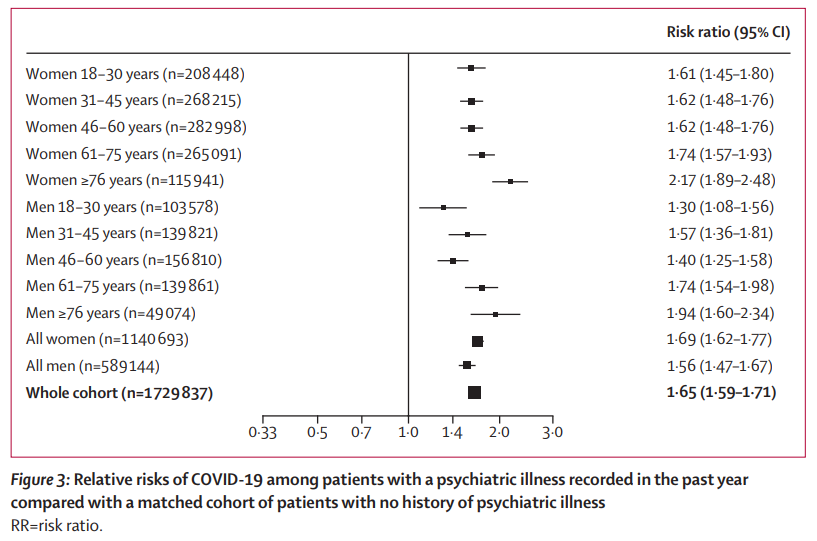 Risk ratio (95% CI)
Women 18–30 years (n=208 448) 1·61 (1·45–1·80)
Women 31–45 years (n=268 215) 1·62 (1·48–1·76)
Women 46–60 years (n=282 998) 1·62 (1·48–1·76)
Women 61–75 years (n=265 091) 1·74 (1·57–1·93)
Women ≥76 years (n=115 941) 2·17 (1·89–2·48)
Men 18–30 years (n=103 578) 1·30 (1·08–1·56)
Men 31–45 years (n=139 821) 1·57 (1·36–1·81)
Men 46–60 years (n=156 810) 1·40 (1·25–1·58)
Men 61–75 years (n=139 861) 1·74 (1·54–1·98)
Men ≥76 years (n=49 074) 1·94 (1·60–2·34)
All women (n=1 140 693) 1·69 (1·62–1·77)
All men (n=589 144) 1·56 (1·47–1·67)
Whole cohort (n=1 729 837) 1·65 (1·59–1·71)
0·33 0·5 0·7 1·0 1·4 2·0 3·0
Figure 3: Relative risks of COVID-19 among patients with a psychiatric illness recorded in the past year
compared with a matched cohort of patients with no history of psychiatric illness
RR=risk ratio.